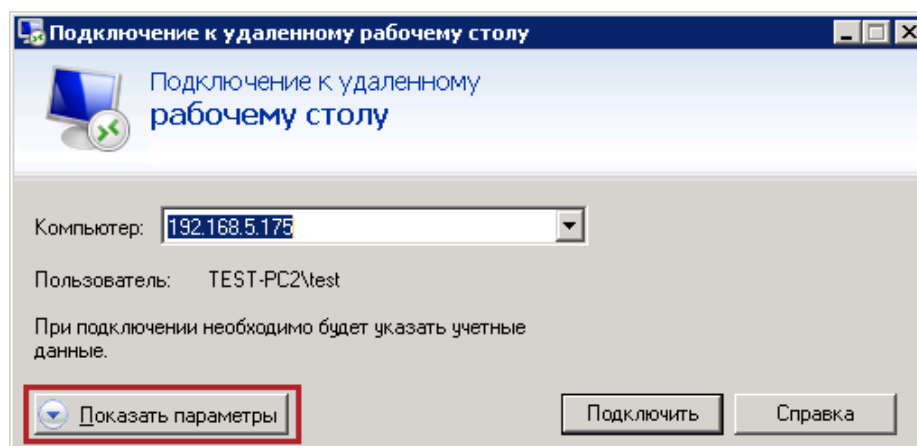 Подключение к удаленному рабочему столу
Подключение к удаленному
рабочему столу
Компьютер: 192.168.5.175
Пользователь: TEST-PC2\test
При подключении необходимо будет указать учетные
данные.
Показать параметры Подключить Справка